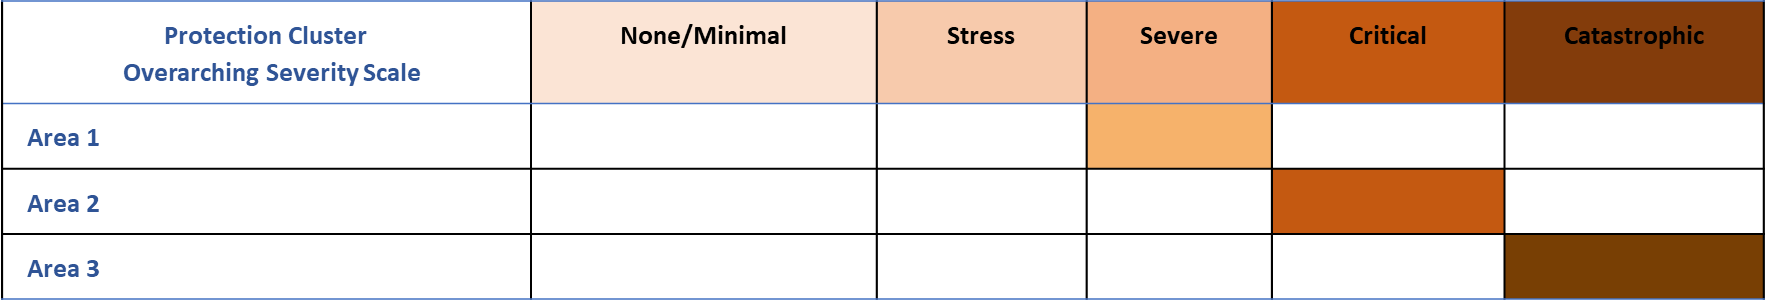 Protection Cluster
Overarching Severity Scale
None/Minimal
Stress
Severe
Critical
Catastrophic
Area 1
Area 2
Area 3